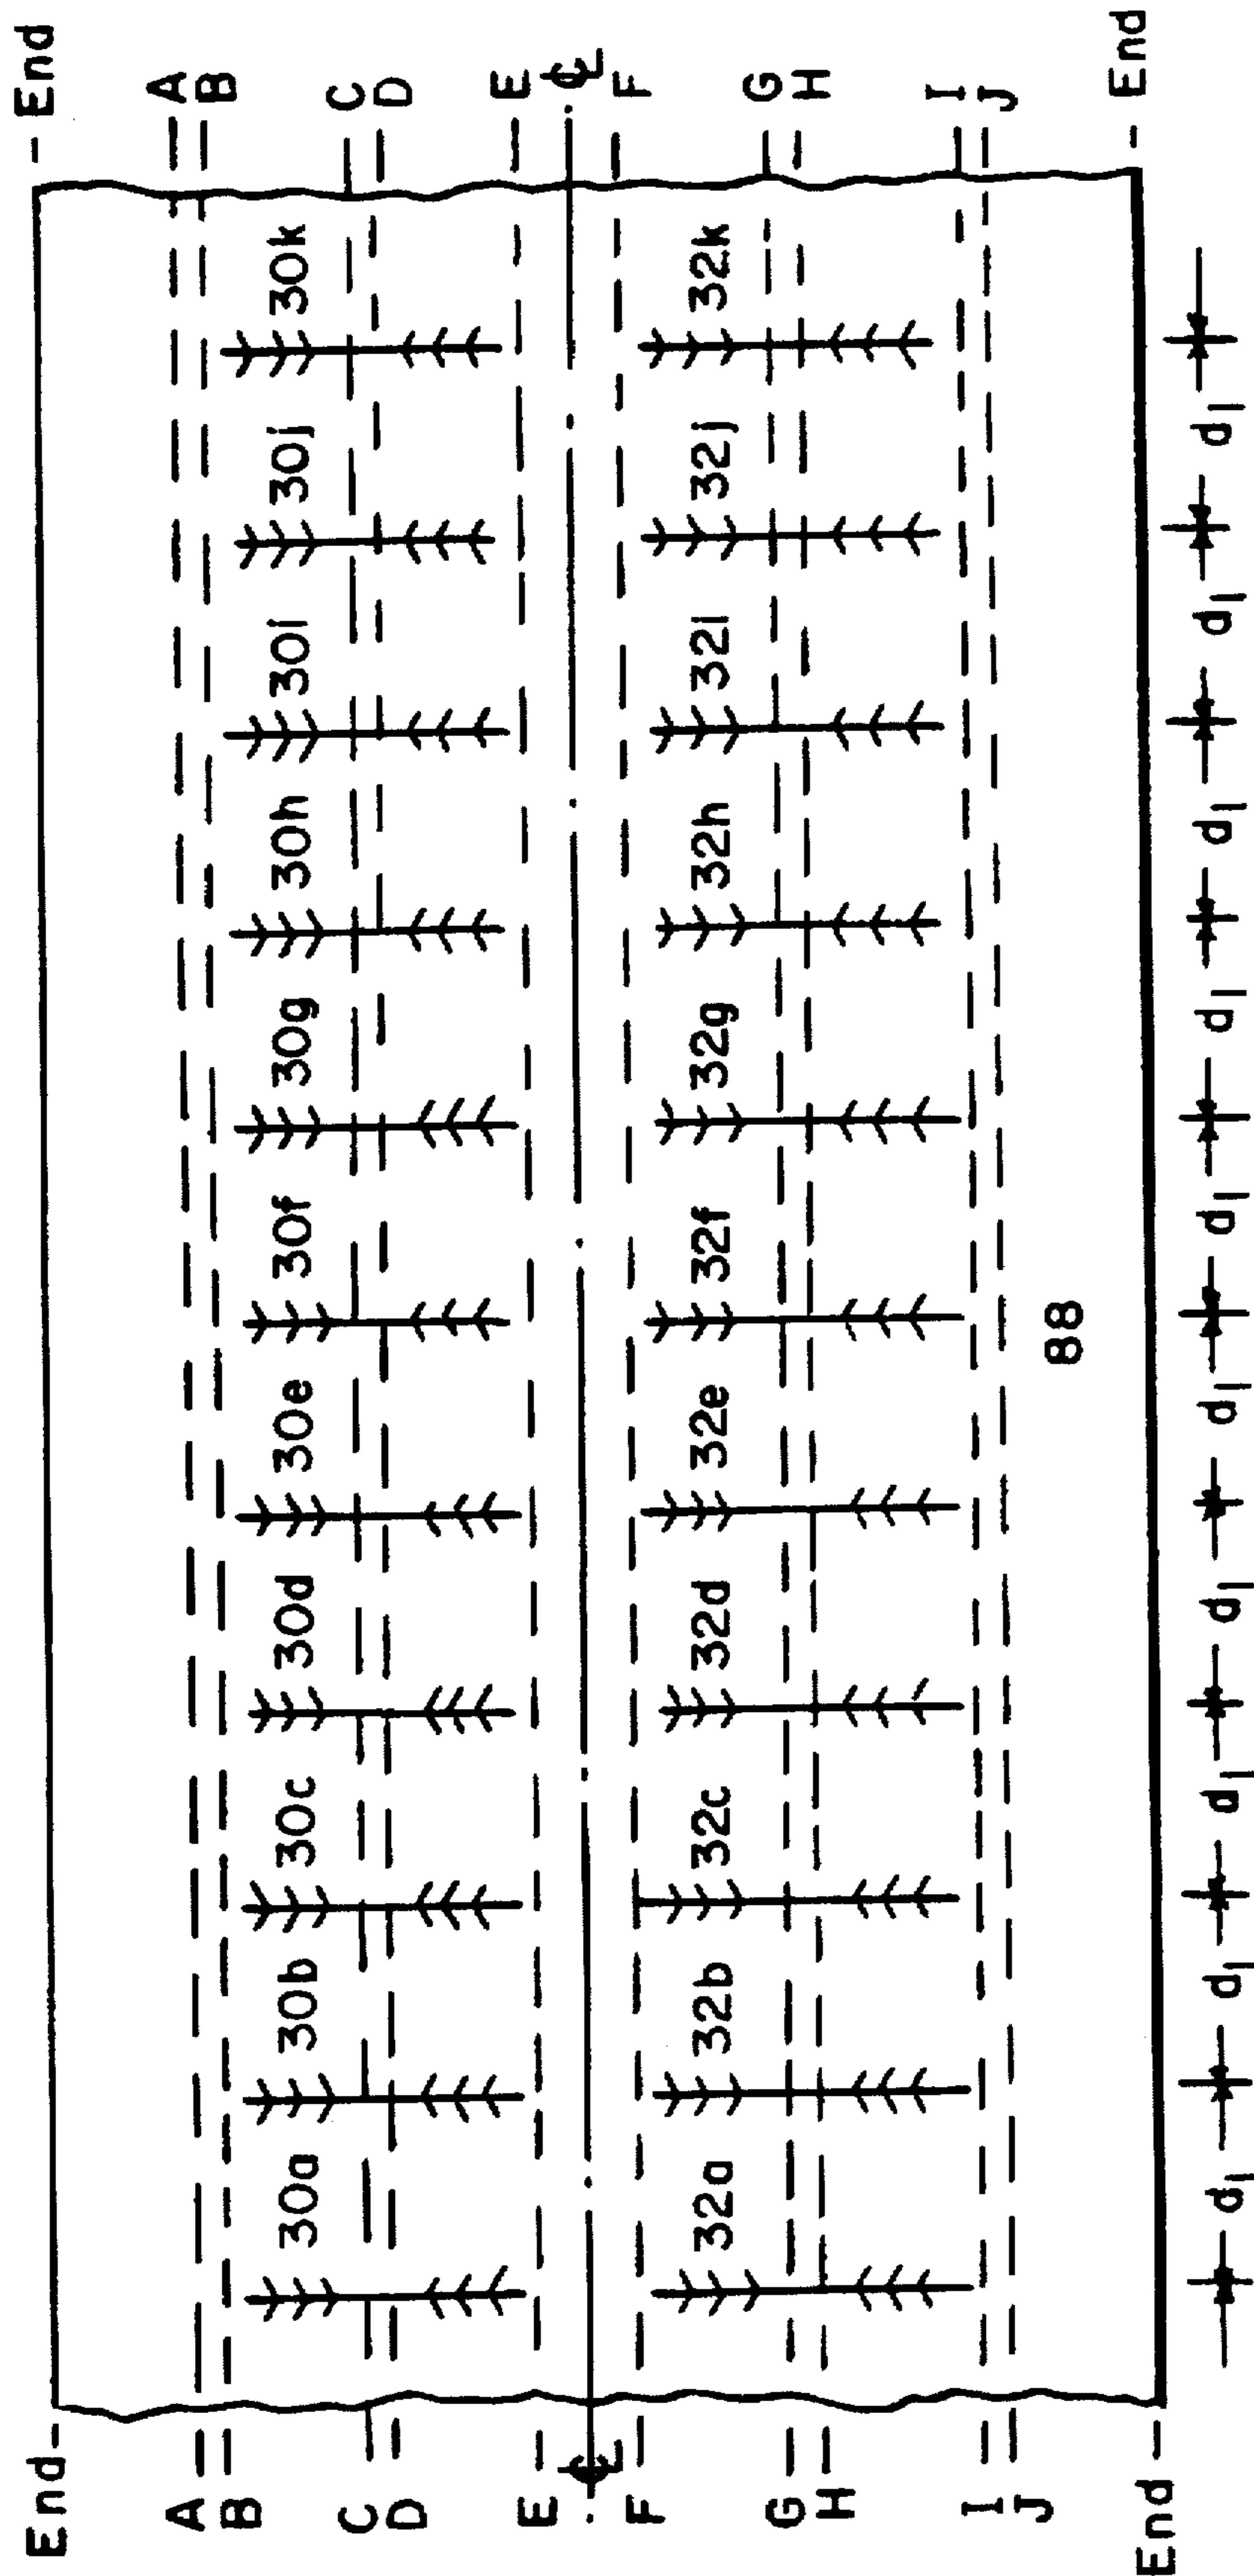 End
End
A
A
B
B
30a 30b 30c 30d 30e 30f 30g 30h 30i 30j 30k
C
C
D
D
E
E
℄
℄
F
F
32a 32b 32c 32d 32e 32f 32g 32h 32i 32j 32k
G
G
H
H
I
I
J
J
88
End
End
d1 d1 d1 d1 d1 d1 d1 d1 d1 d1